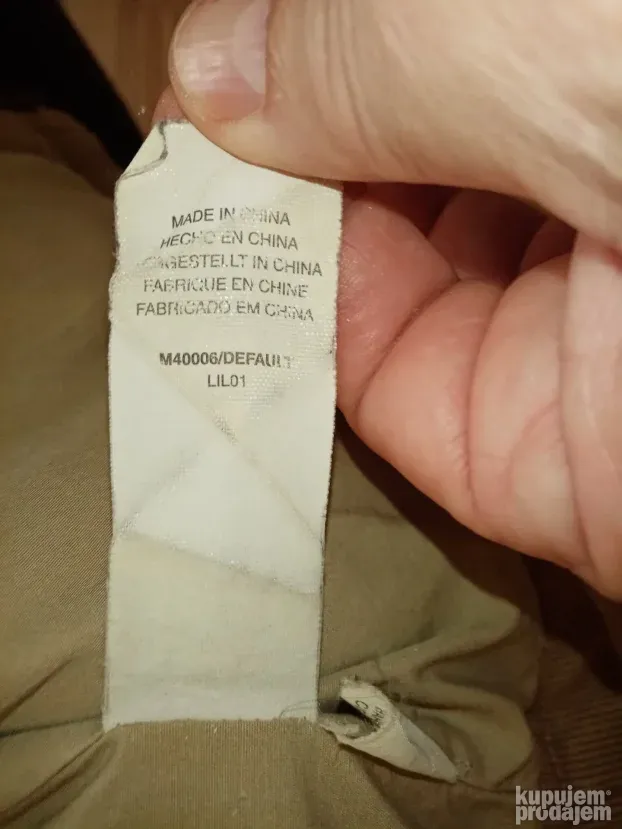 MADE IN CHINA
HECHO EN CHINA
IN CHINA
FABRIQUE EN CHINE
FABRICADO EM CHINA
M40006/DEFAULT
LIL01
kupujem
prodajem